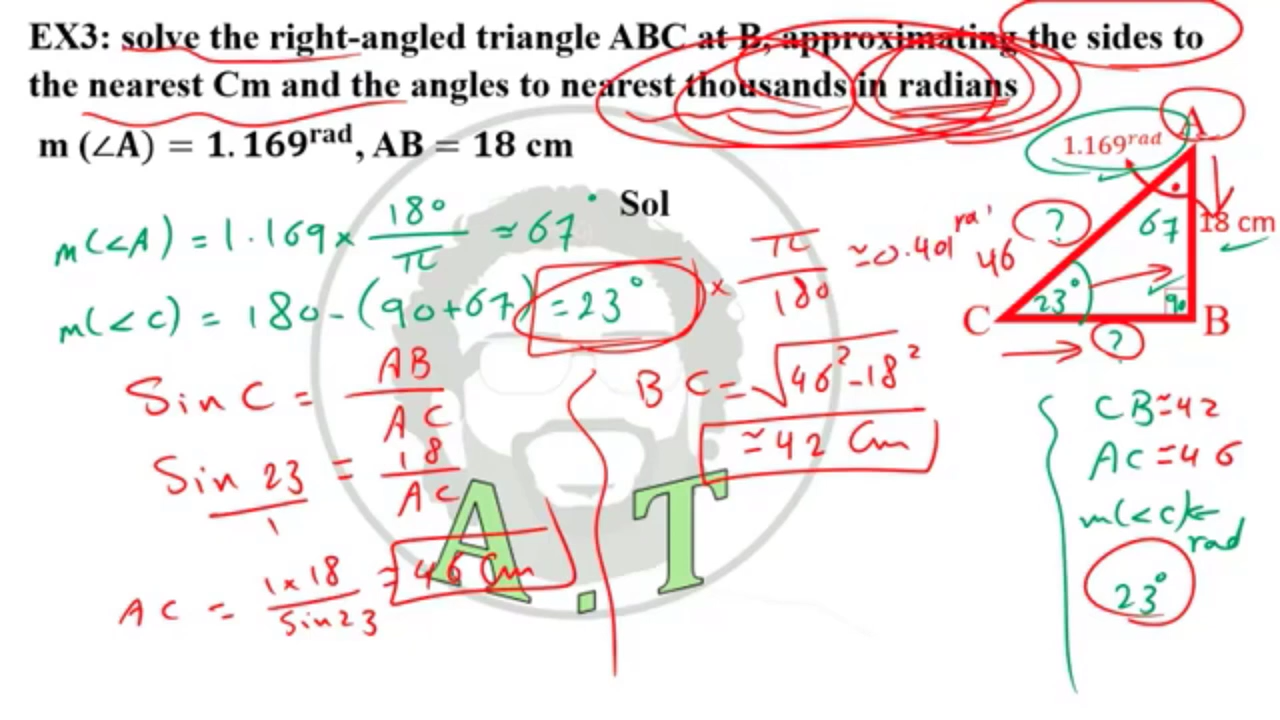 EX3: solve the right-angled triangle ABC at B, approximating the sides to
the nearest Cm and the angles to nearest thousands in radians
m (∠A) = 1.169^rad, AB = 18 cm
Sol
m(∠A) = 1.169 × 180/π ≃ 67°
m(∠C) = 180 - (90+67) = 23° × π/180 ≃ 0.401 ra'
Sin C = AB/AC
Sin 23/1 = 18/AC
AC = 1×18/Sin23 = 46 Cm
BC = √46²-18²
≃ 42 Cm
A
1.169^rad
67
18 cm
?
46
23°
90
C
B
?
CB≃42
AC≃46
m(∠C)←
rad
23°
A.T